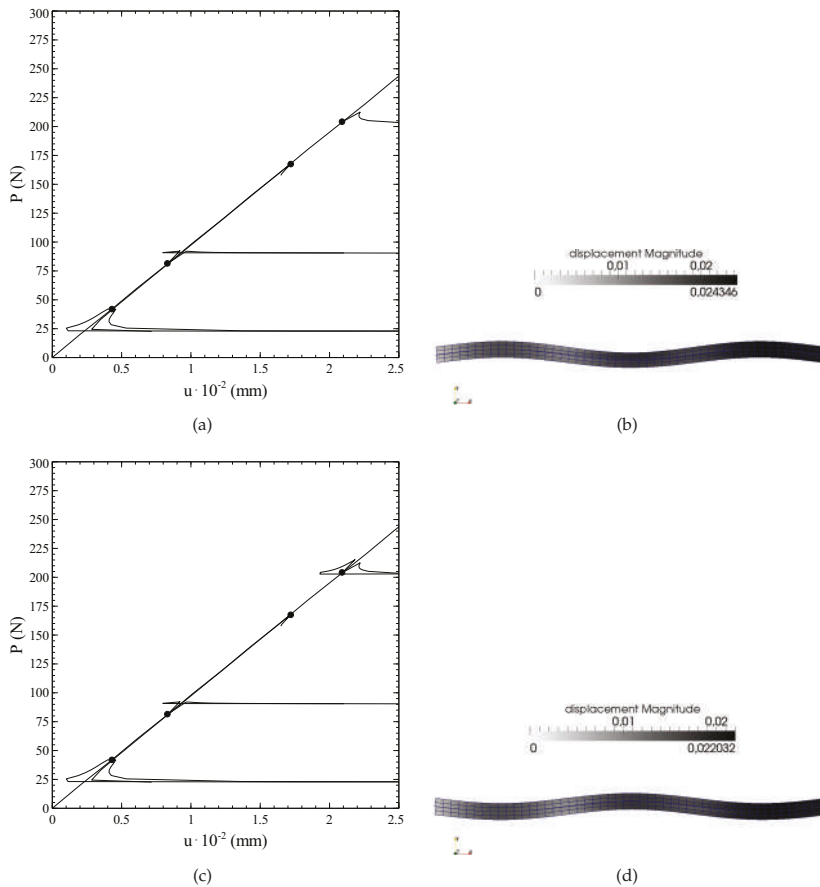 300
275
250
225
200
175
150
125
100
75
50
25
0
P (N)
0 0.5 1 1.5 2 2.5
u · 10⁻² (mm)
(a)
displacement Magnitude
0,01 0,02
0 0.024346
(b)
300
275
250
225
200
175
150
125
100
75
50
25
0
P (N)
0 0.5 1 1.5 2 2.5
u · 10⁻² (mm)
(c)
displacement Magnitude
0,01 0,02
0 0,022032
(d)